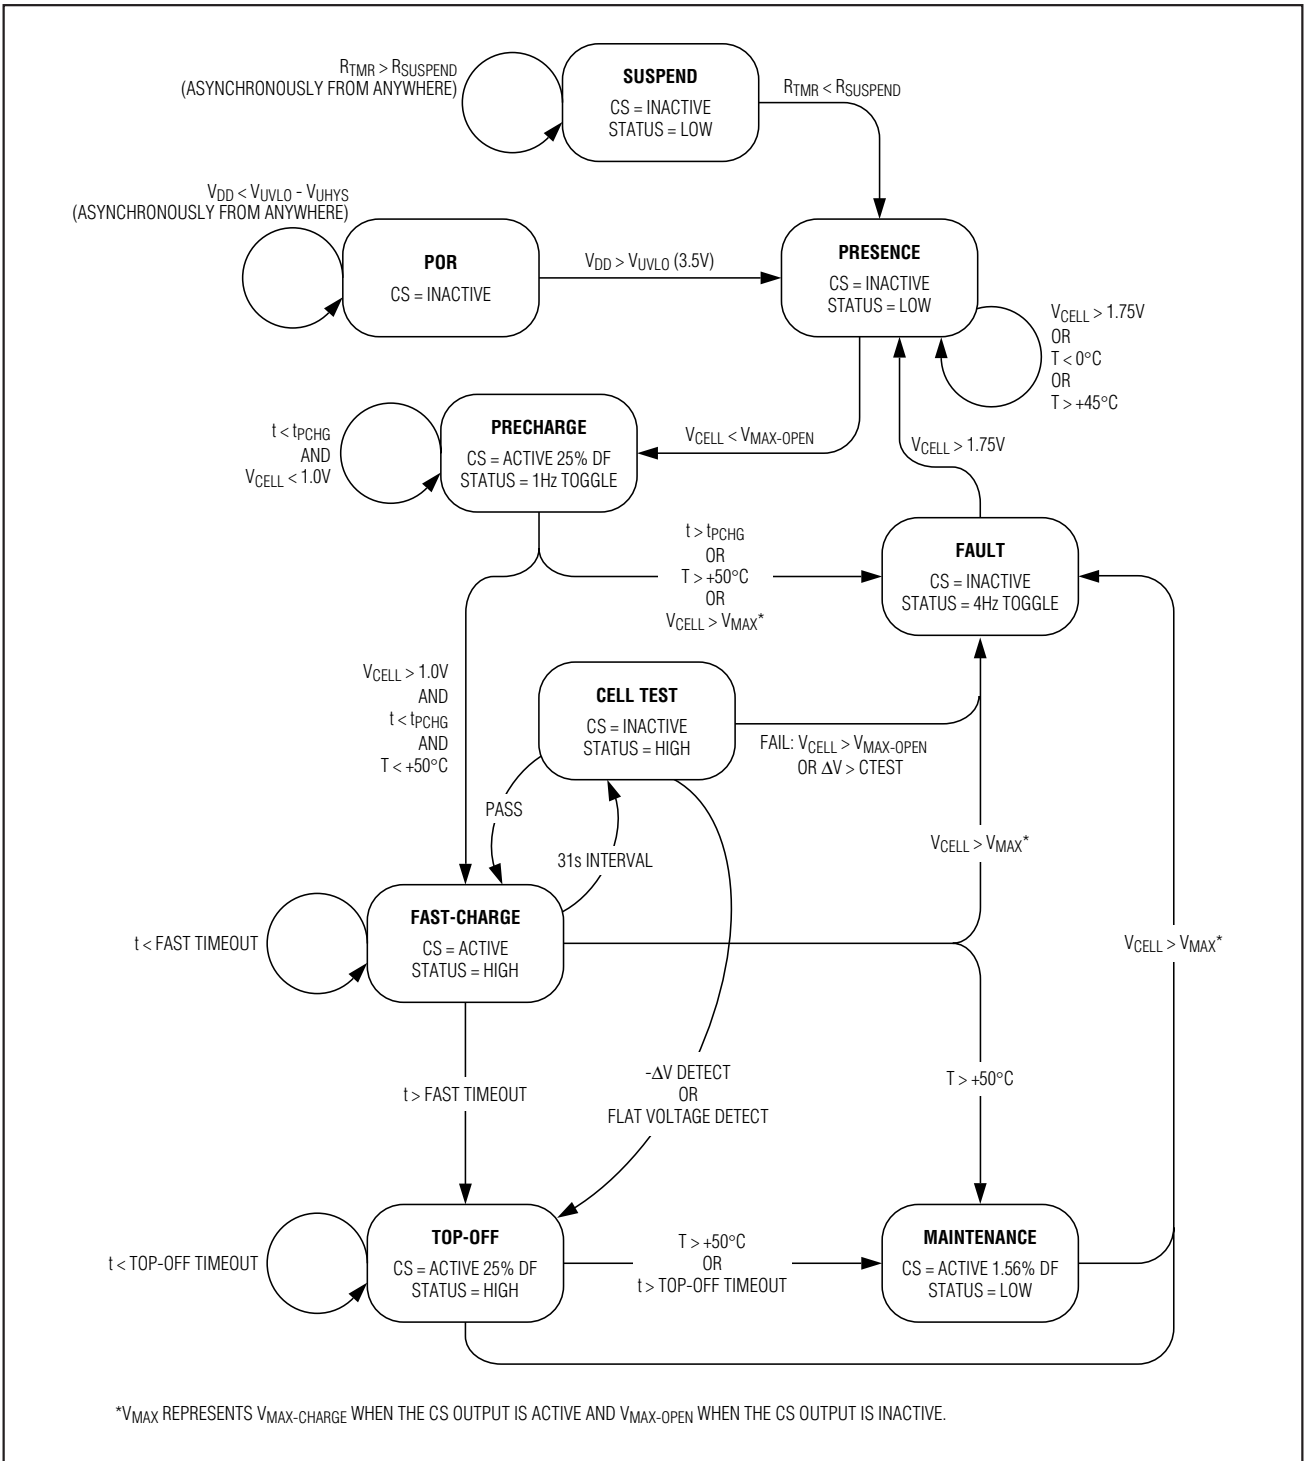 RTMR > RSUSPEND
(ASYNCHRONOUSLY FROM ANYWHERE)
SUSPEND
CS = INACTIVE
STATUS = LOW
RTMR < RSUSPEND
VDD < VUVLO - VUHYS
(ASYNCHRONOUSLY FROM ANYWHERE)
POR
CS = INACTIVE
VDD > VUVLO (3.5V)
PRESENCE
CS = INACTIVE
STATUS = LOW
VCELL > 1.75V
OR
T < 0°C
OR
T > +45°C
t < tPCHG
AND
VCELL < 1.0V
PRECHARGE
CS = ACTIVE 25% DF
STATUS = 1Hz TOGGLE
VCELL < VMAX-OPEN
VCELL > 1.75V
t > tPCHG
OR
T > +50°C
OR
VCELL > VMAX*
FAULT
CS = INACTIVE
STATUS = 4Hz TOGGLE
VCELL > 1.0V
AND
t < tPCHG
AND
T < +50°C
CELL TEST
CS = INACTIVE
STATUS = HIGH
FAIL: VCELL > VMAX-OPEN
OR ΔV > CTEST
PASS
31s INTERVAL
VCELL > VMAX*
t < FAST TIMEOUT
FAST-CHARGE
CS = ACTIVE
STATUS = HIGH
VCELL > VMAX*
t > FAST TIMEOUT
-ΔV DETECT
OR
FLAT VOLTAGE DETECT
T > +50°C
t < TOP-OFF TIMEOUT
TOP-OFF
CS = ACTIVE 25% DF
STATUS = HIGH
T > +50°C
OR
t > TOP-OFF TIMEOUT
MAINTENANCE
CS = ACTIVE 1.56% DF
STATUS = LOW
*VMAX REPRESENTS VMAX-CHARGE WHEN THE CS OUTPUT IS ACTIVE AND VMAX-OPEN WHEN THE CS OUTPUT IS INACTIVE.